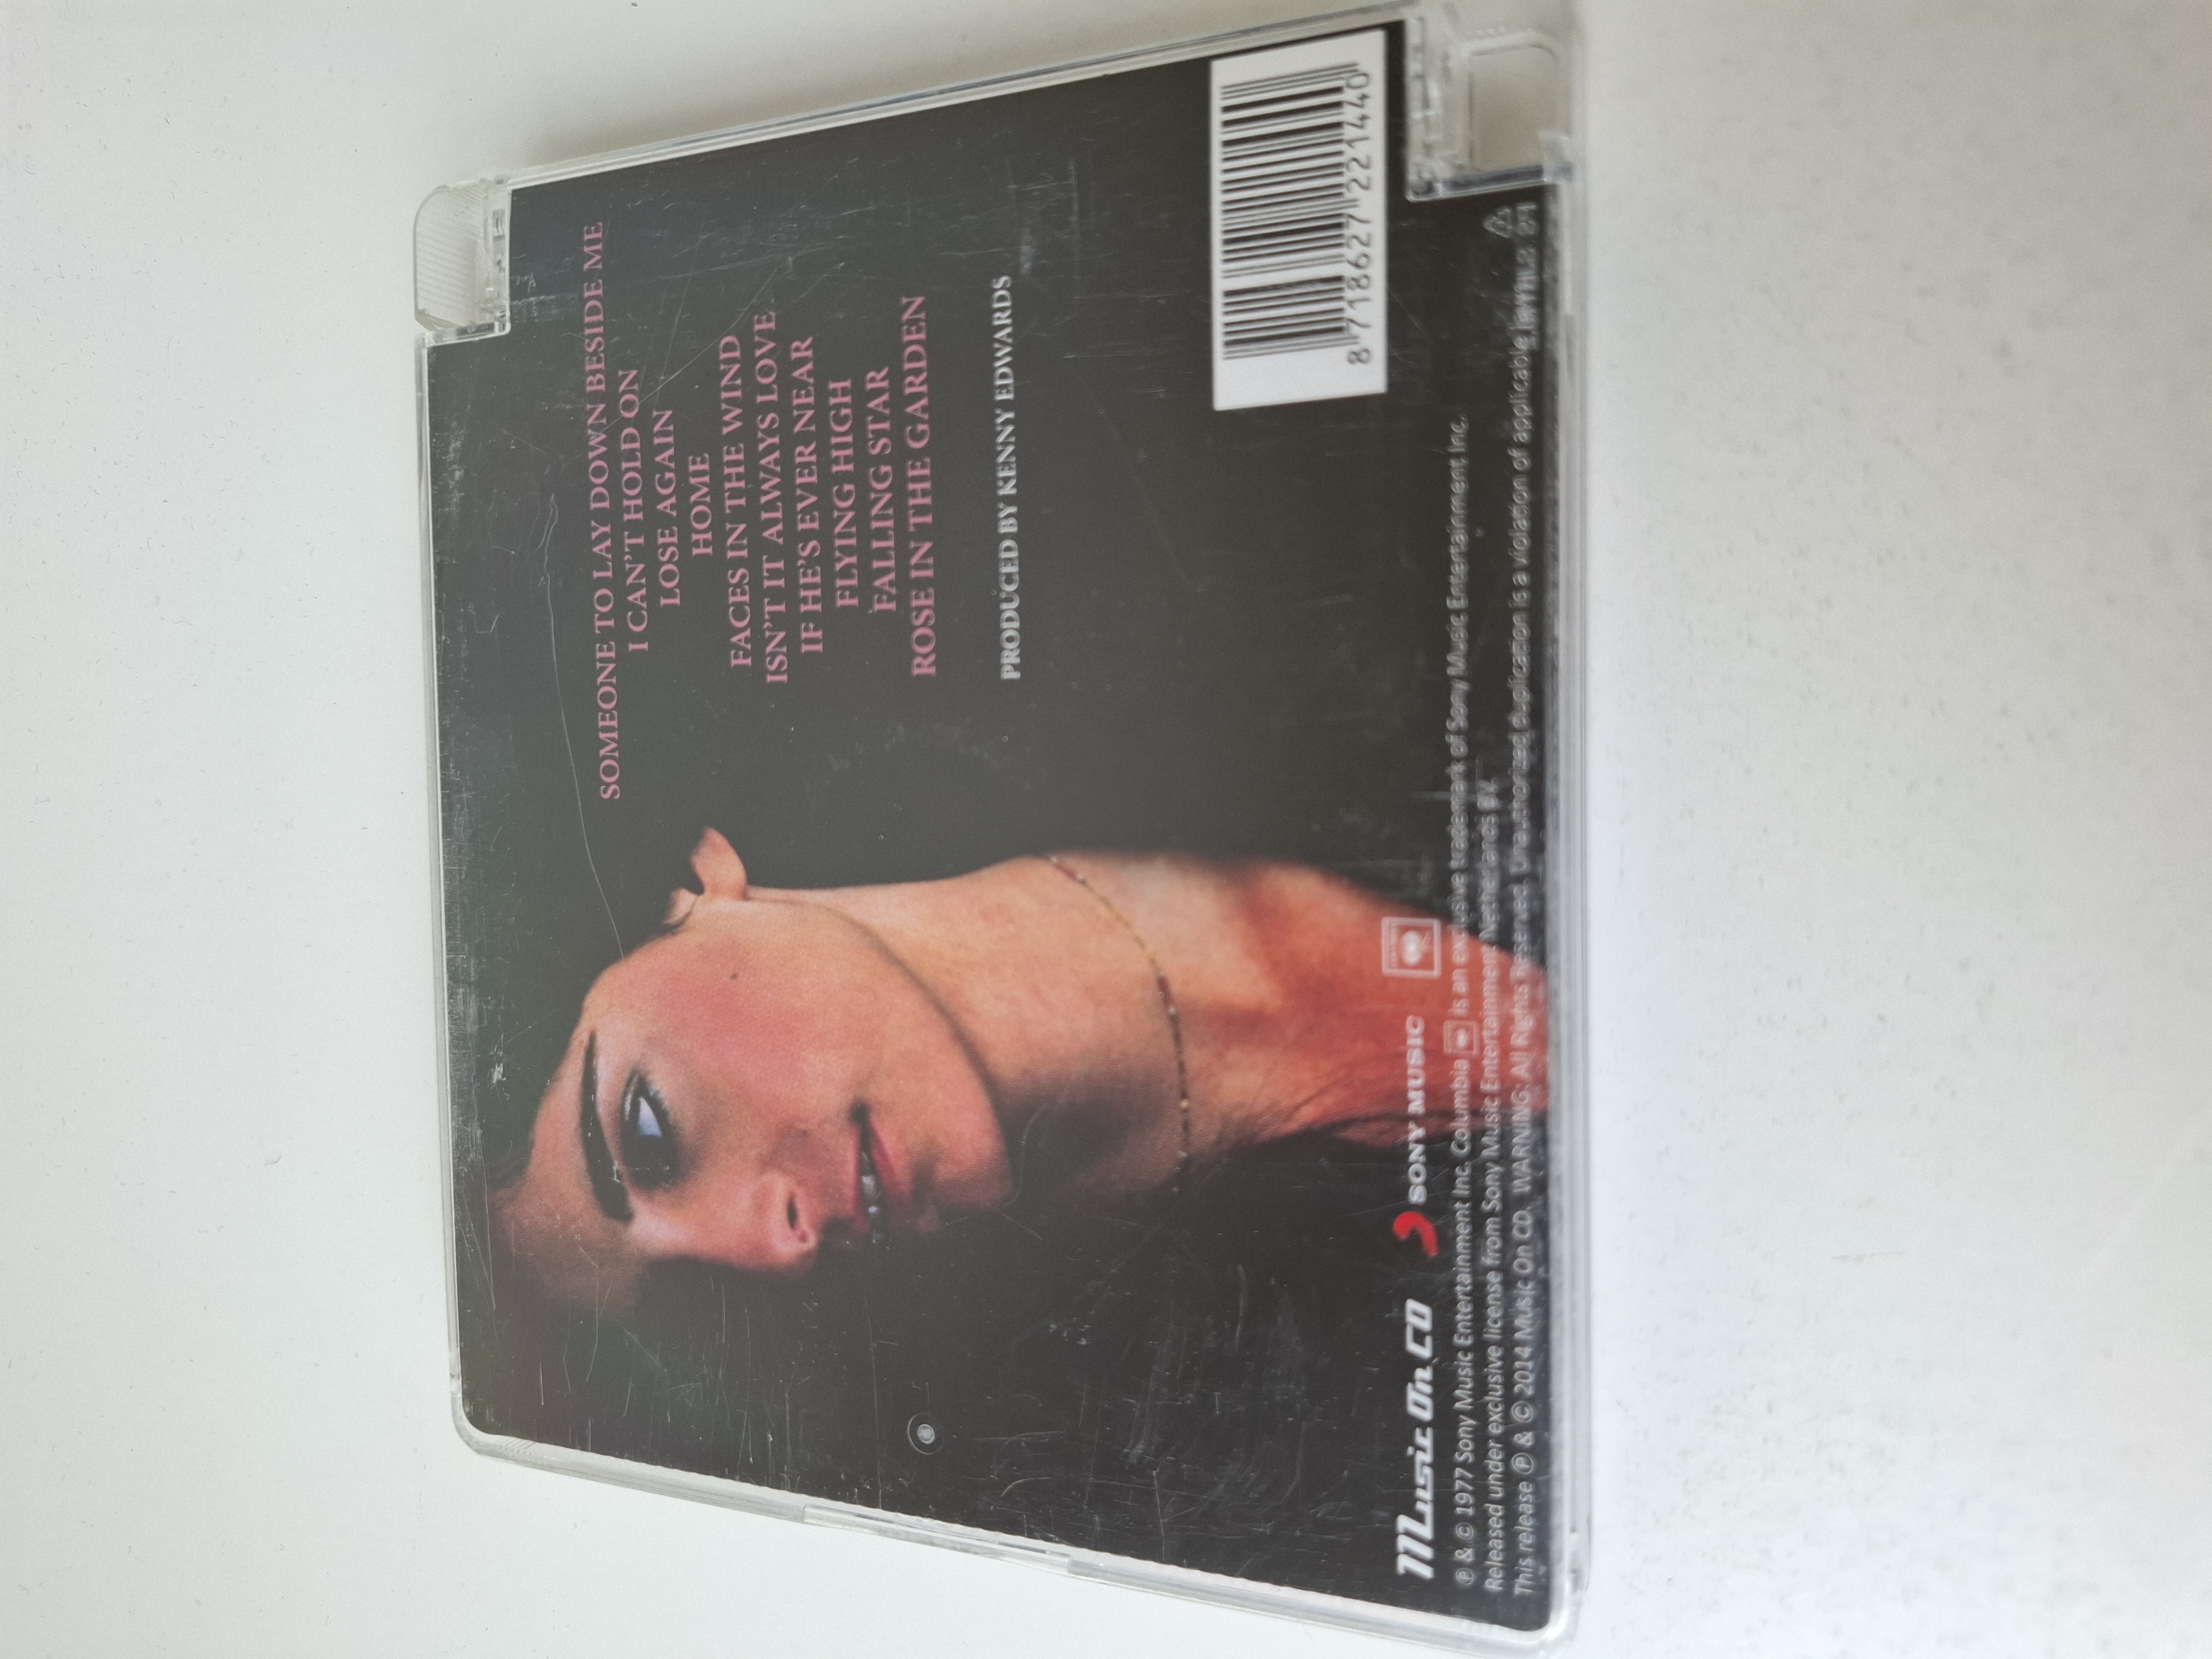 SOMEONE TO LAY DOWN BESIDE ME
I CAN'T HOLD ON
LOSE AGAIN
HOME
FACES IN THE WIND
ISN'T IT ALWAYS LOVE
IF HE'S EVER NEAR
FLYING HIGH
FALLING STAR
ROSE IN THE GARDEN
PRODUCED BY KENNY EDWARDS
8 718627 221440
Music On CD SONY MUSIC
℗ & © 1977 Sony Music Entertainment Inc. Columbia is an exclusive trademark of Sony Music Entertainment Inc.
Released under exclusive license from Sony Music Entertainment Netherlands BV.
This release ℗ & © 2014 Music On CD. WARNING: All Rights Reserved. Unauthorized duplication is a violation of applicable laws.